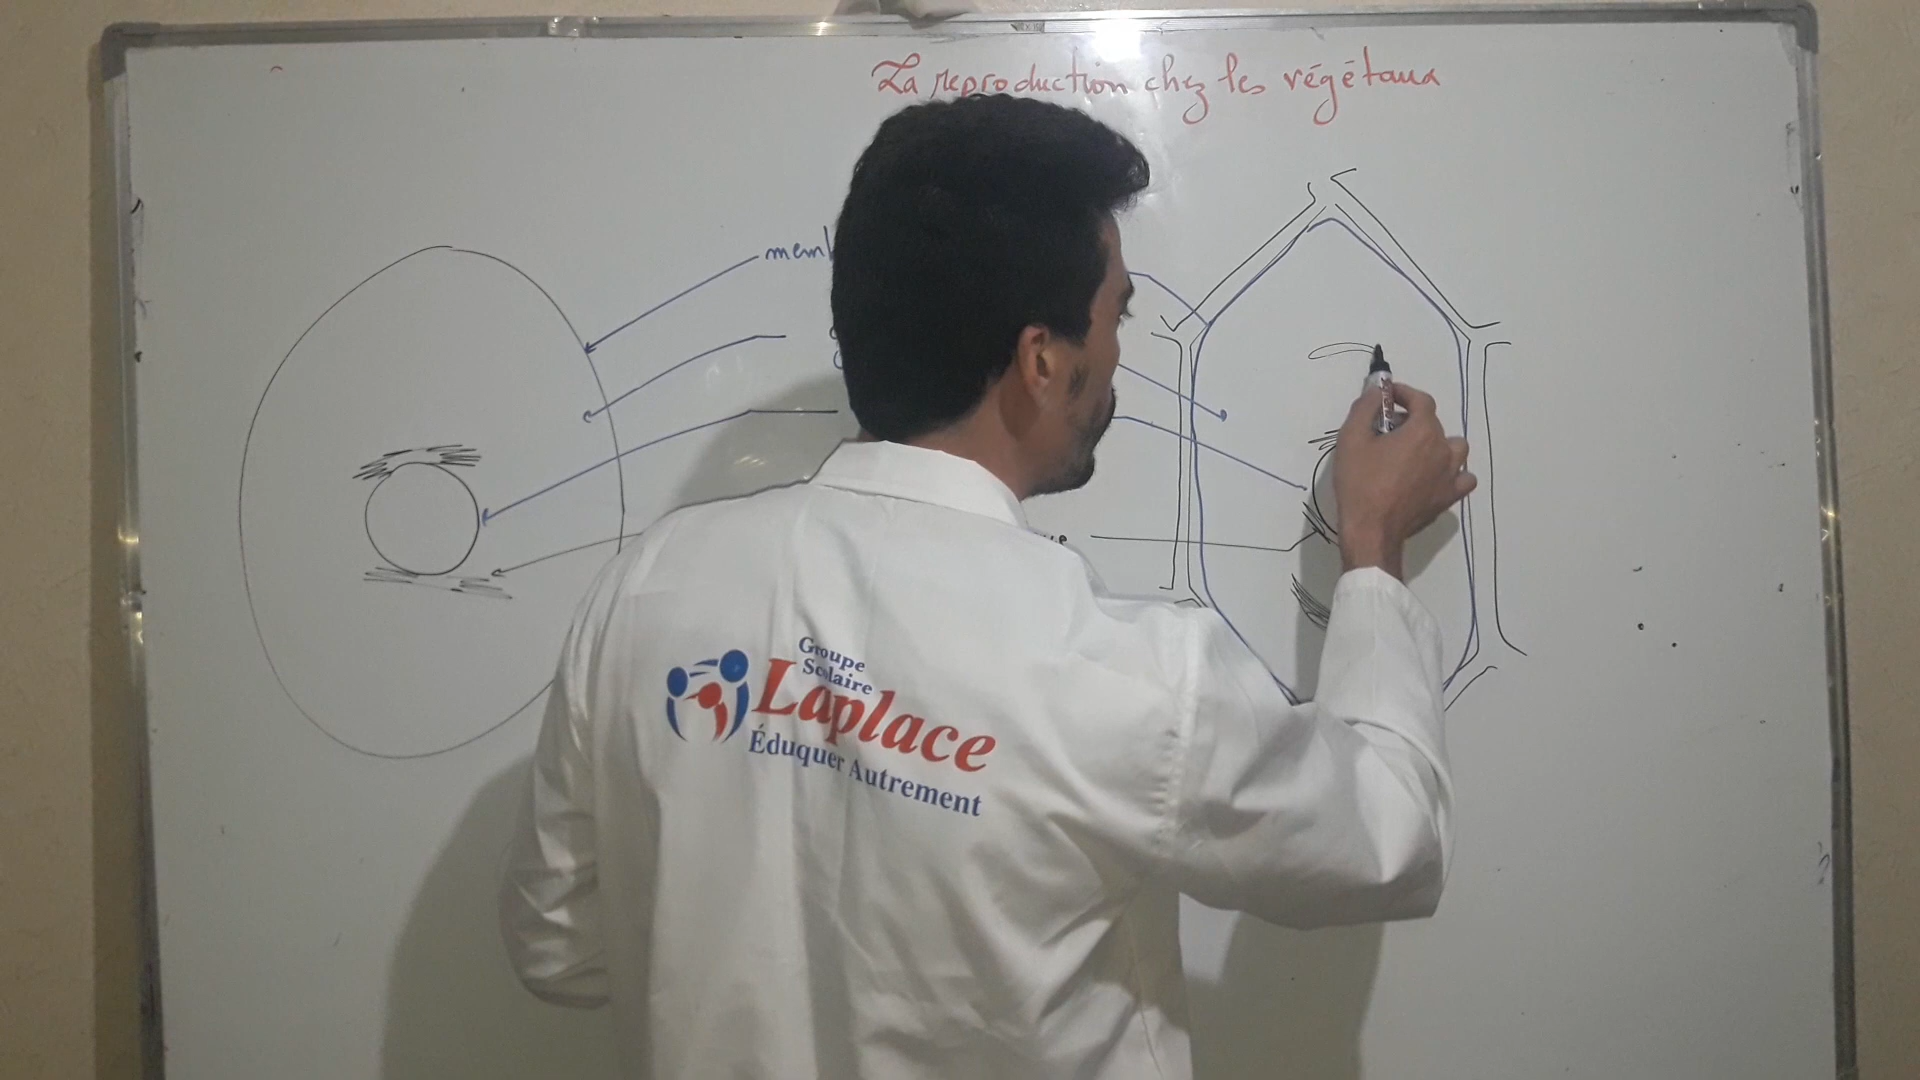 La reproduction chez les végétaux
Groupe
Scolaire
Laplace
Éduquer Autrement